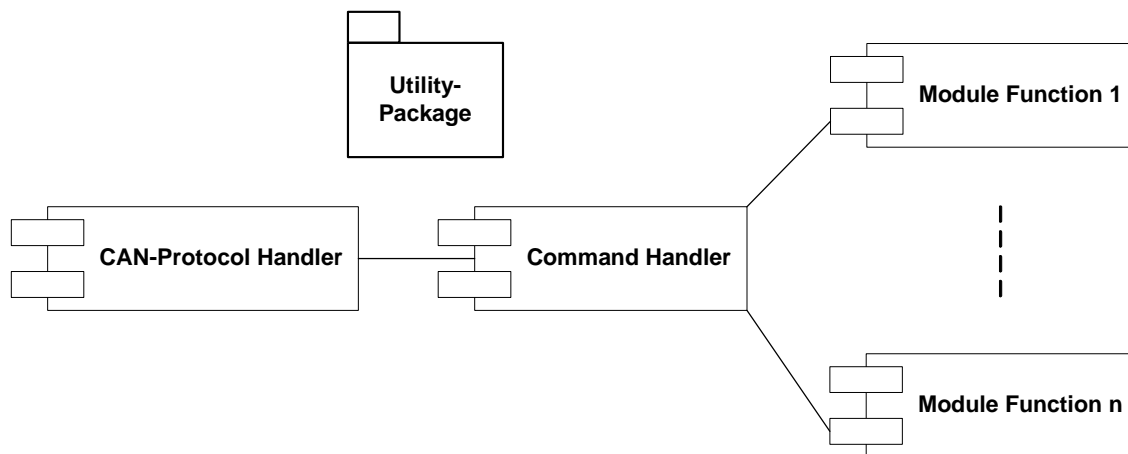 Utility-
Package
Module Function 1
CAN-Protocol Handler
Command Handler
Module Function n